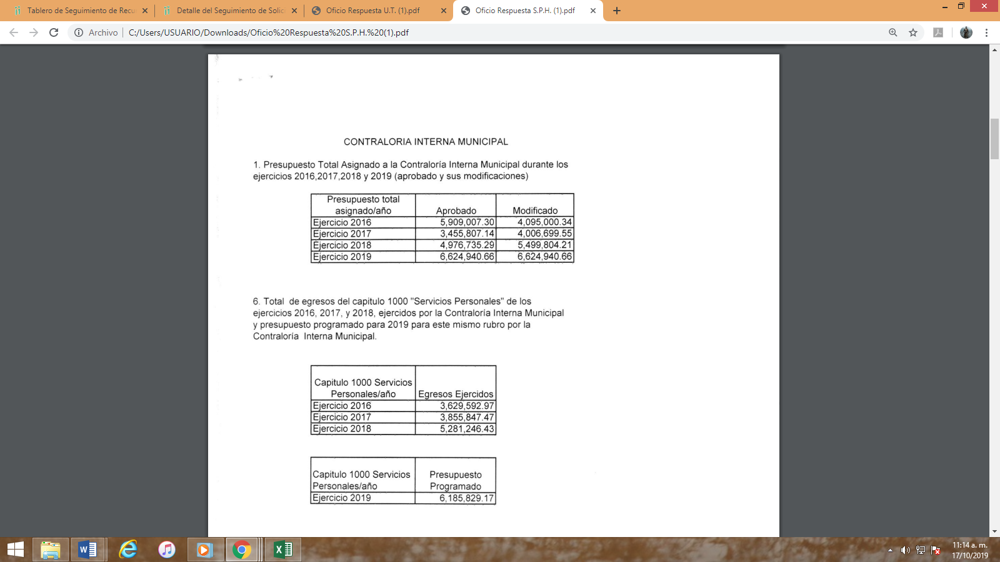 Tablero de Seguimiento de Recu
Detalle del Seguimiento de Solic
Oficio Respuesta U.T. (1).pdf
Oficio Respuesta S.P.H. (1).pdf
Archivo
C:/Users/USUARIO/Downloads/Oficio%20Respuesta%20S.P.H.%20(1).pdf
CONTRALORIA INTERNA MUNICIPAL
1. Presupuesto Total Asignado a la Contraloría Interna Municipal durante los
ejercicios 2016,2017,2018 y 2019 (aprobado y sus modificaciones)
Presupuesto total
asignado/año Aprobado Modificado
Ejercicio 2016 5,909,007.30 4,095,000.34
Ejercicio 2017 3,455,807.14 4,006,699.55
Ejercicio 2018 4,976,735.29 5,499,804.21
Ejercicio 2019 6,624,940.66 6,624,940.66
6. Total de egresos del capitulo 1000 "Servicios Personales" de los
ejercicios 2016, 2017, y 2018, ejercidos por la Contraloría Interna Municipal
y presupuesto programado para 2019 para este mismo rubro por la
Contraloría Interna Municipal.
Capitulo 1000 Servicios
Personales/año Egresos Ejercidos
Ejercicio 2016 3,629,592.97
Ejercicio 2017 3,855,847.47
Ejercicio 2018 5,281,246.43
Capitulo 1000 Servicios Presupuesto
Personales/año Programado
Ejercicio 2019 6,185,829.17
11:14 a. m.
17/10/2019